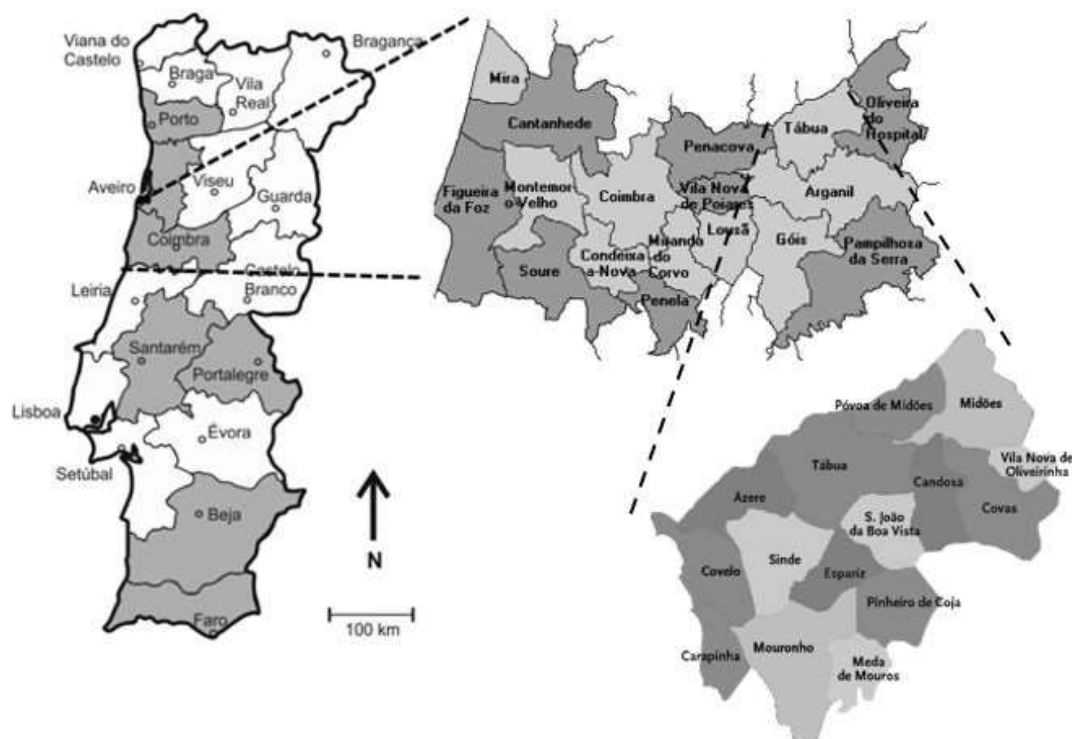 Viana do
Castelo
Bragança
Braga
Vila
Real
Porto
Aveiro
Viseu
Guarda
Coimbra
Castelo
Branco
Leiria
Santarém
Portalegre
Lisboa
Évora
Setúbal
Beja
N
Faro
100 km
Mira
Cantanhede
Oliveira
do
Hospital
Tábua
Penacova
Figueira
da Foz
Montemor
o-Velho
Coimbra
Vila Nova
de Poiares
Arganil
Lousã
Miranda
do
Corvo
Góis
Pampilhosa
da Serra
Soure
Condeixa
a-Nova
Penela
Póvoa de Midões
Midões
Vila Nova de
Oliveirinha
Tábua
Candosa
Covas
Azere
S. João
da Boa Vista
Sinde
Covelo
Espariz
Pinheiro de Coja
Mouronho
Carapinha
Meda
de Mouros